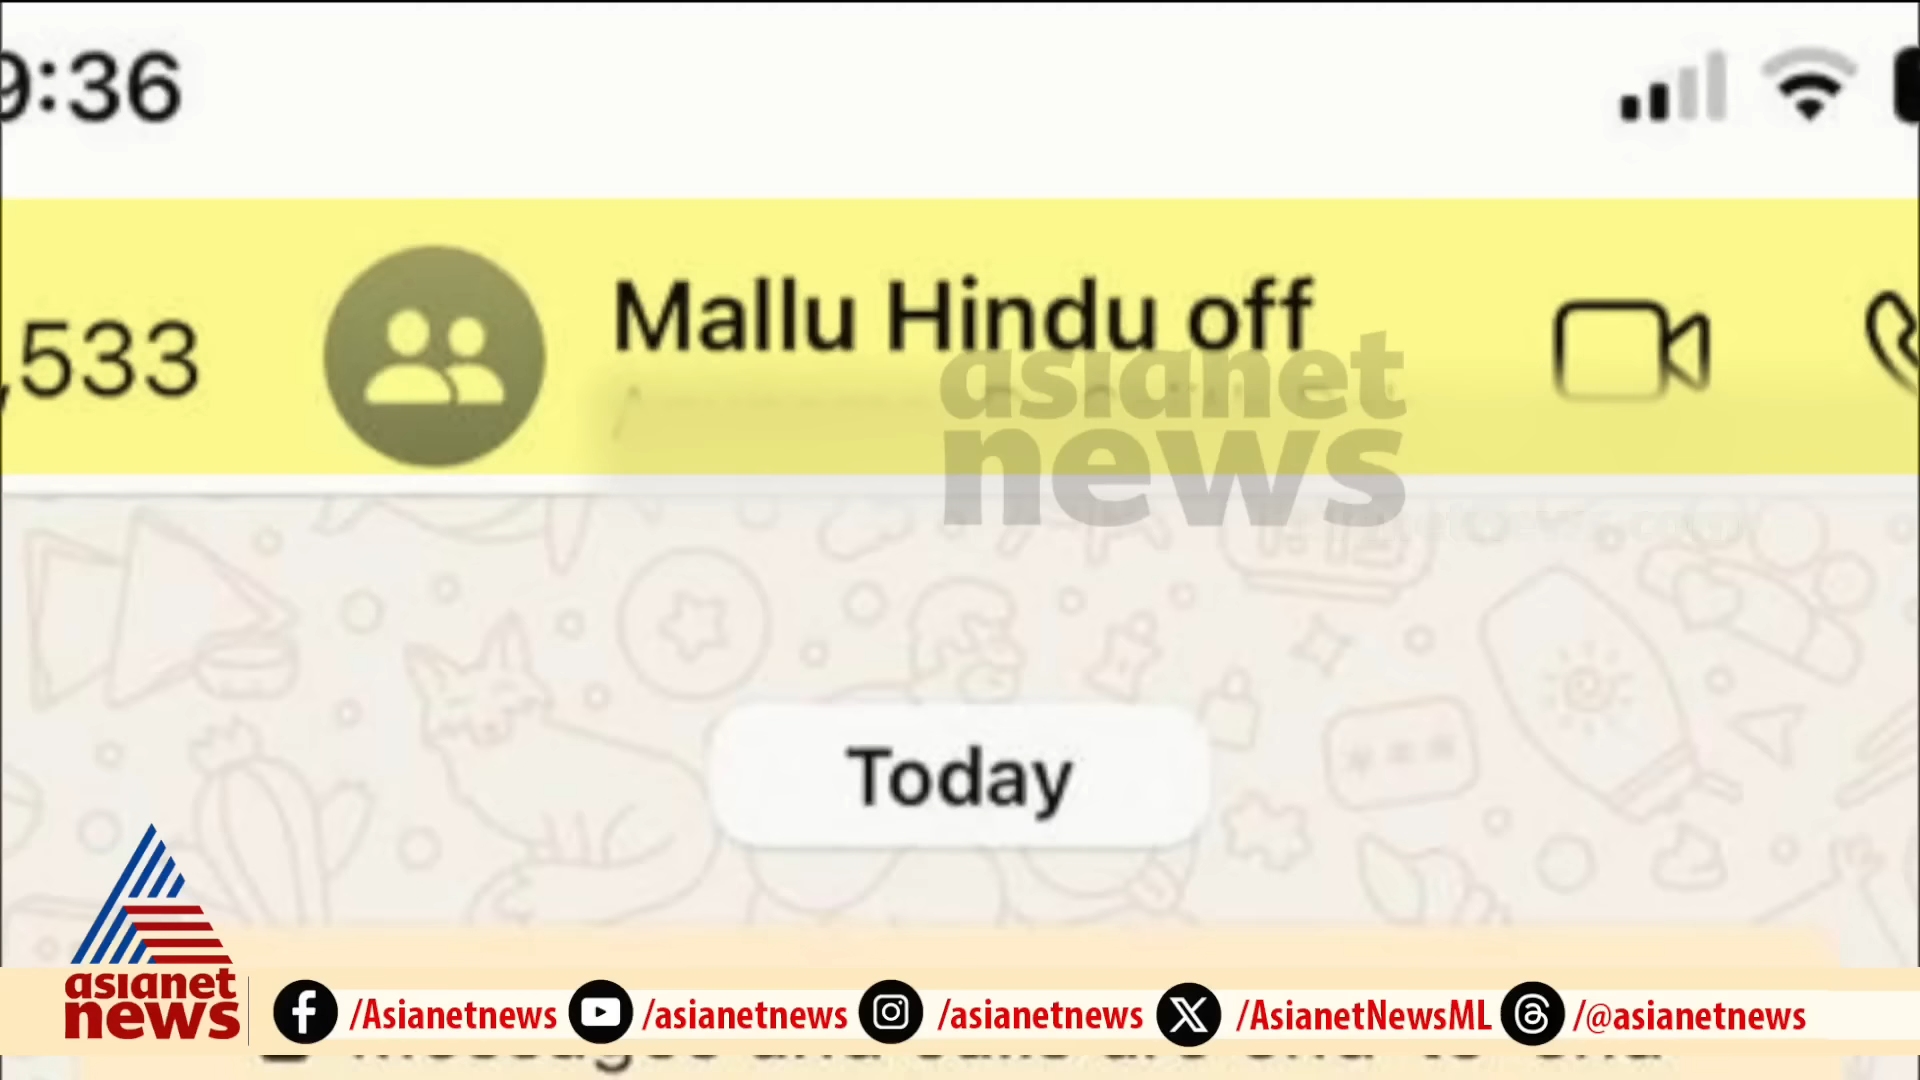 9:36
,533
Mallu Hindu off
asianet
news
Today
asianet
news
/Asianetnews
/asianetnews
/asianetnews
/AsianetNewsML
/@asianetnews